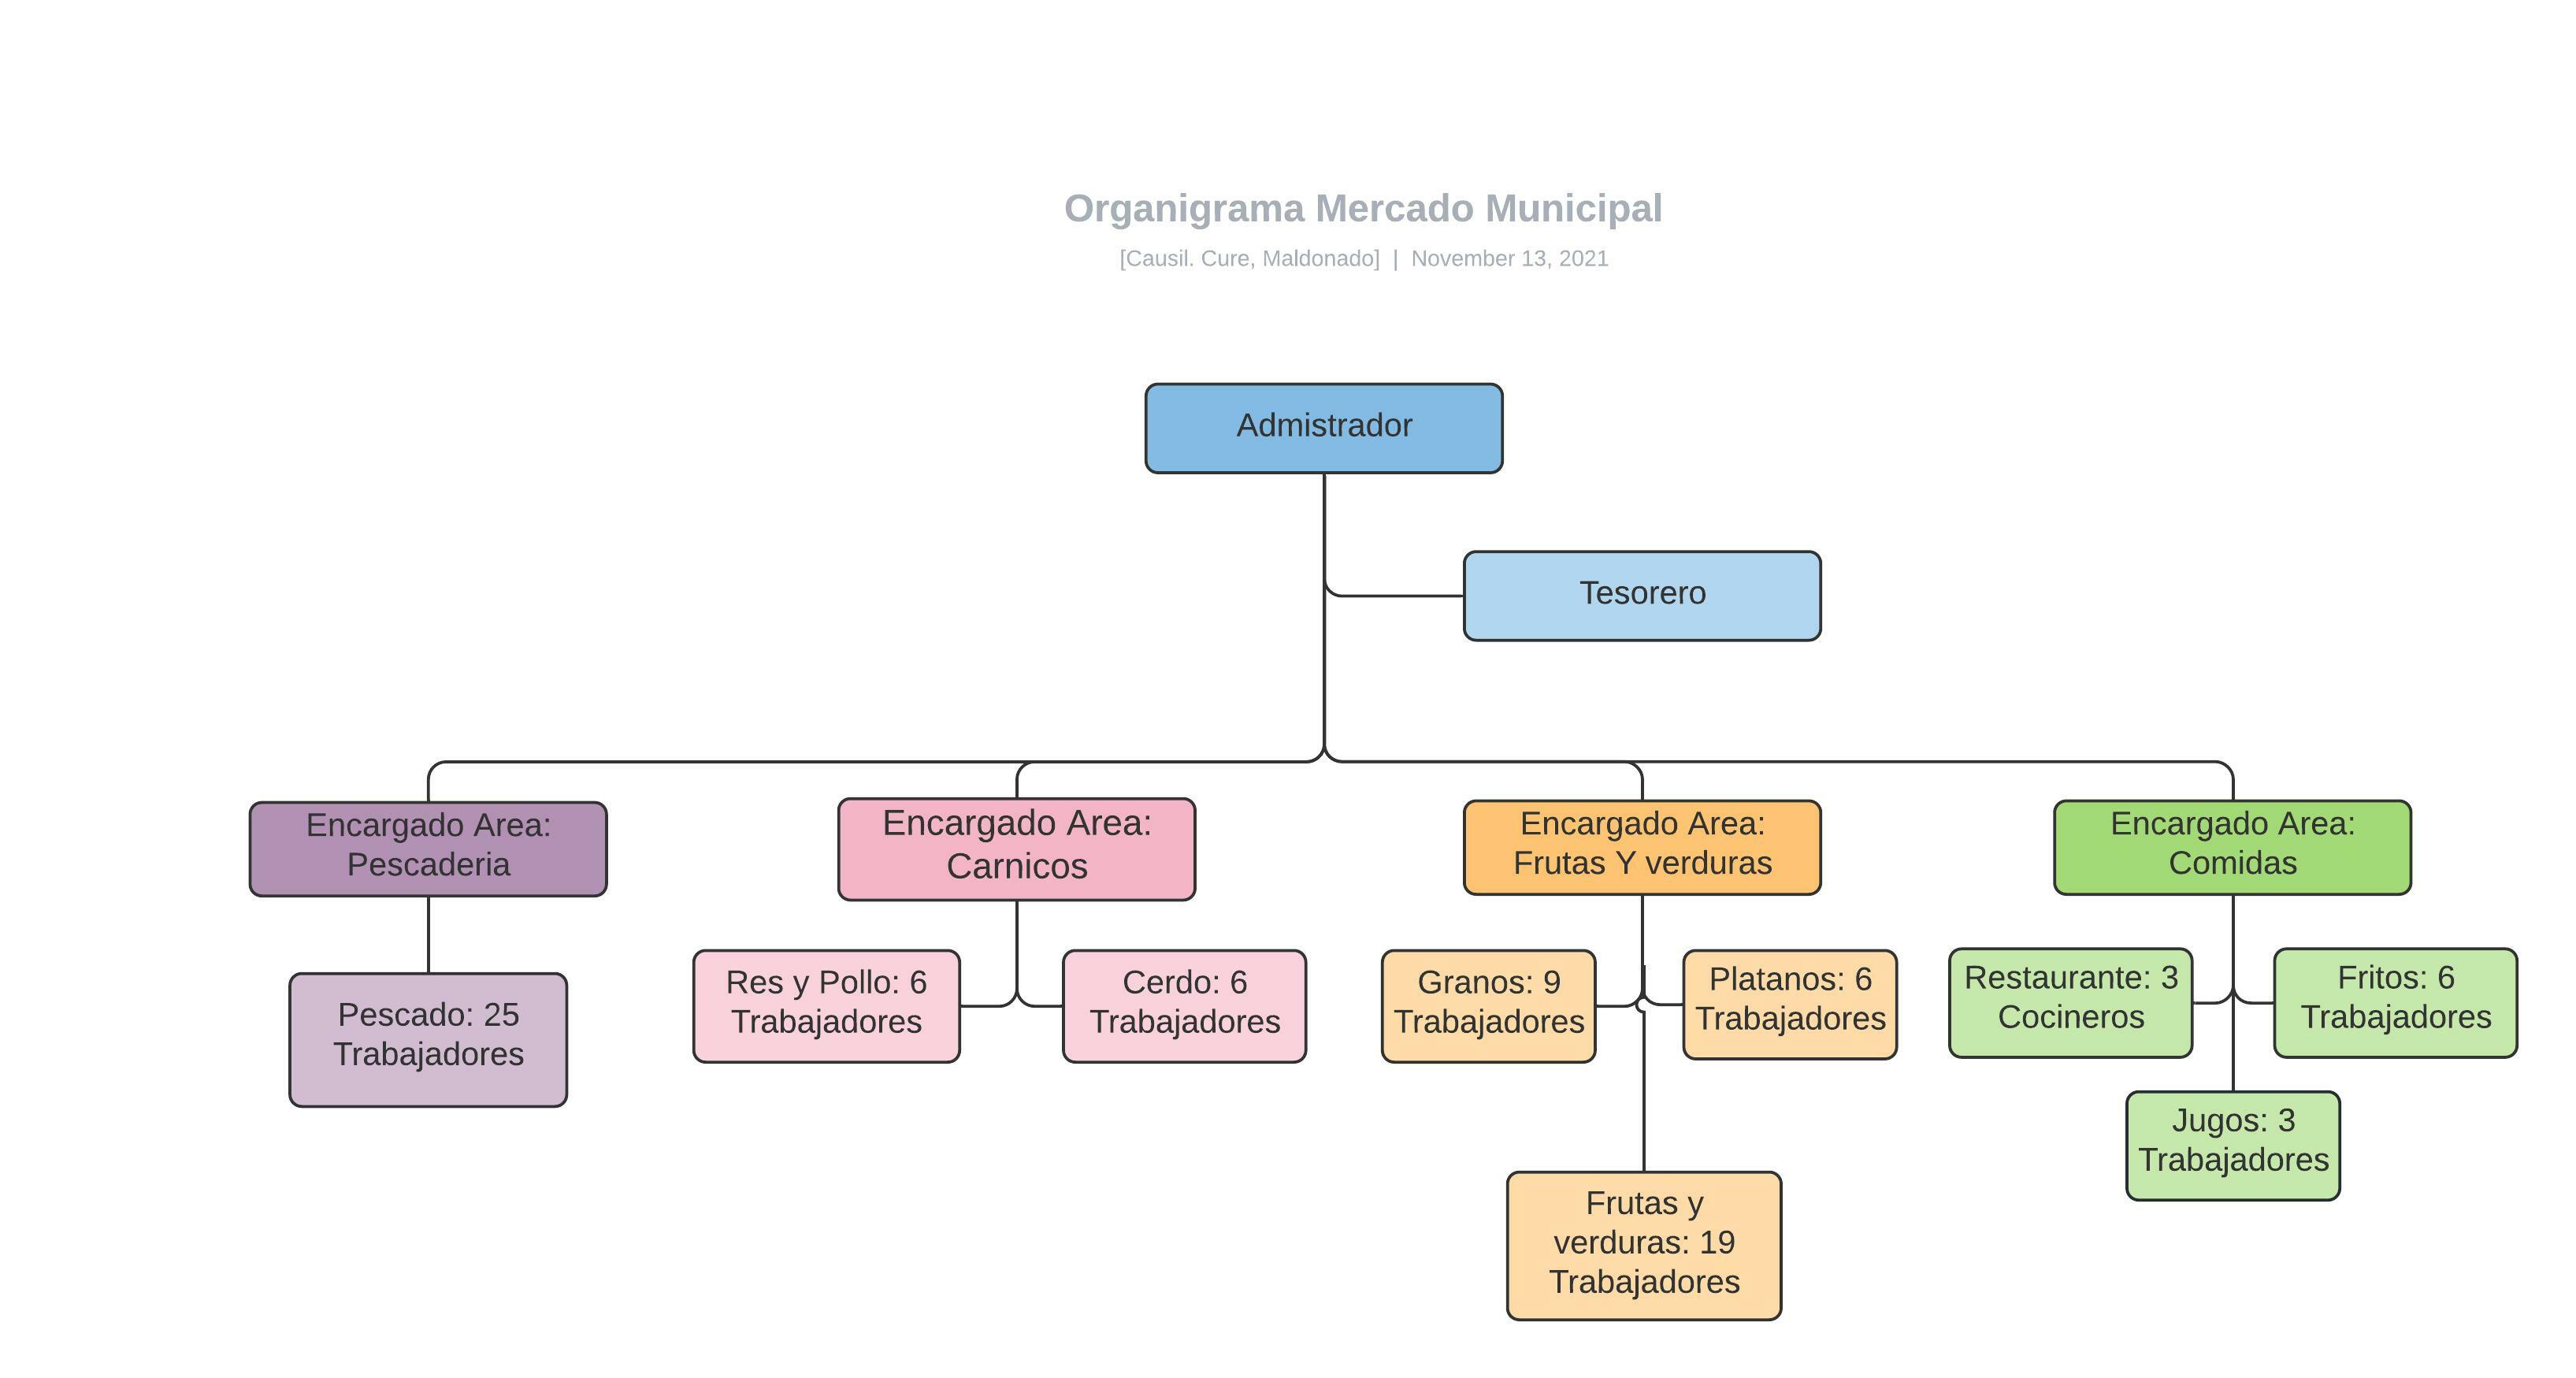 Organigrama Mercado Municipal
[Causil. Cure, Maldonado] | November 13, 2021
Admistrador
Tesorero
Encargado Area:
Pescaderia
Encargado Area:
Carnicos
Encargado Area:
Frutas Y verduras
Encargado Area:
Comidas
Pescado: 25
Trabajadores
Res y Pollo: 6
Trabajadores
Cerdo: 6
Trabajadores
Granos: 9
Trabajadores
Platanos: 6
Trabajadores
Restaurante: 3
Cocineros
Fritos: 6
Trabajadores
Jugos: 3
Trabajadores
Frutas y
verduras: 19
Trabajadores